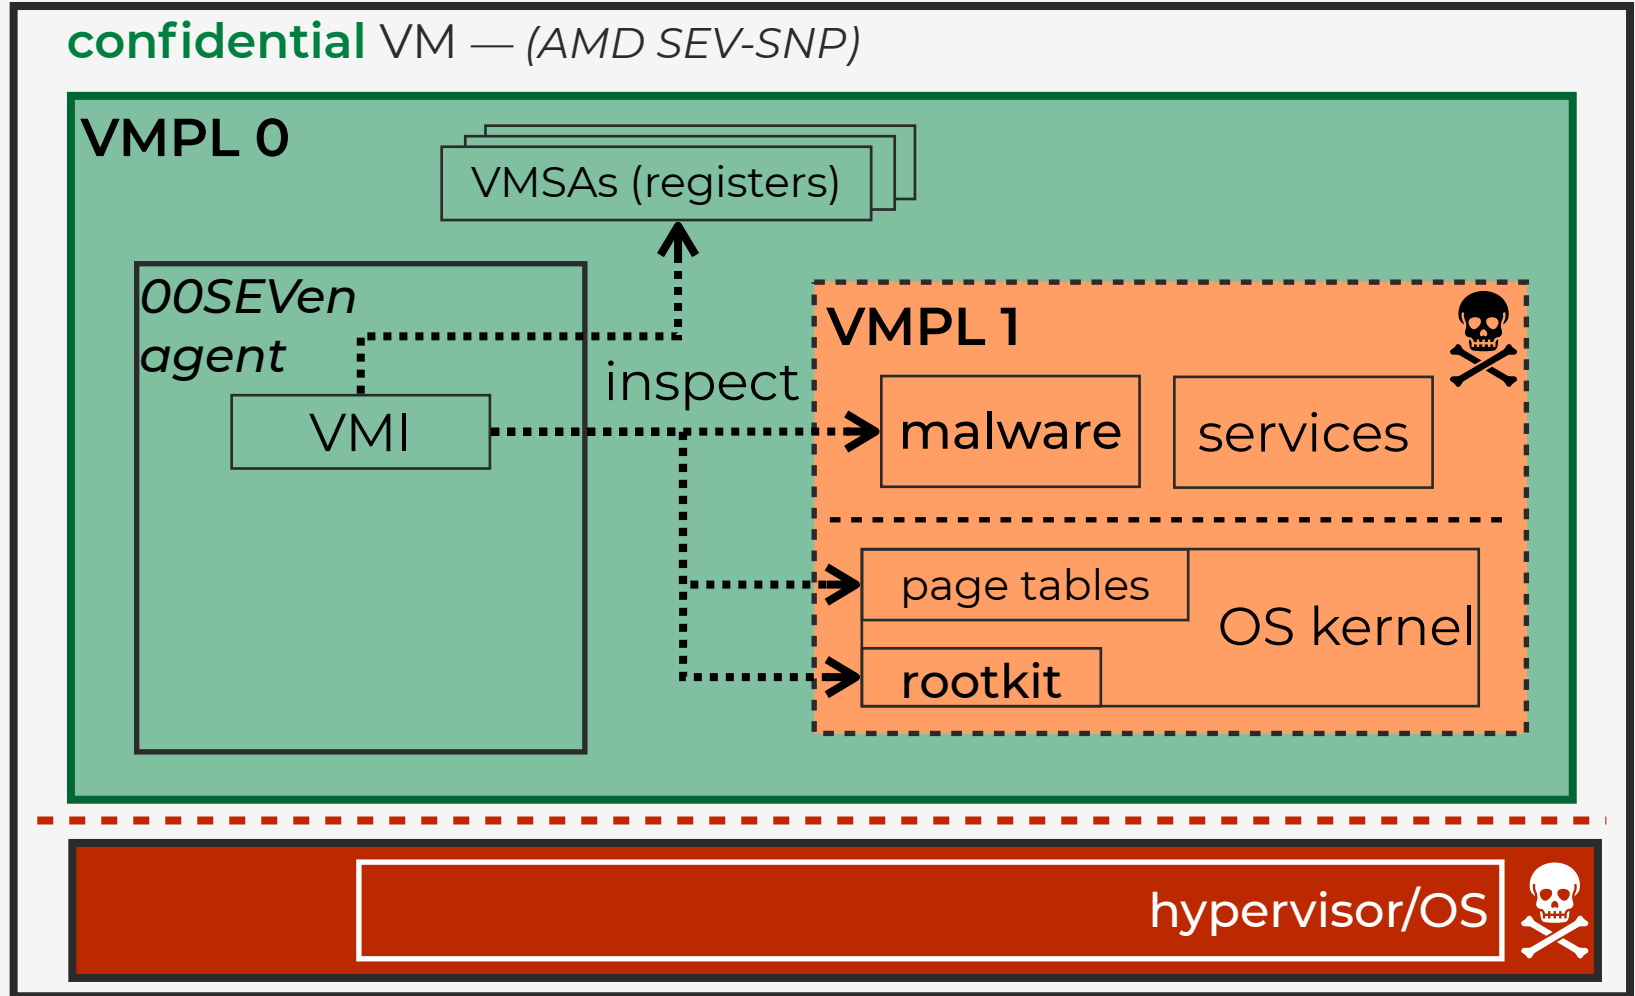 confidential VM — (AMD SEV-SNP)
VMPL 0
VMSAs (registers)
00SEVen
agent
VMI
inspect
VMPL 1
malware
services
page tables
OS kernel
rootkit
hypervisor/OS